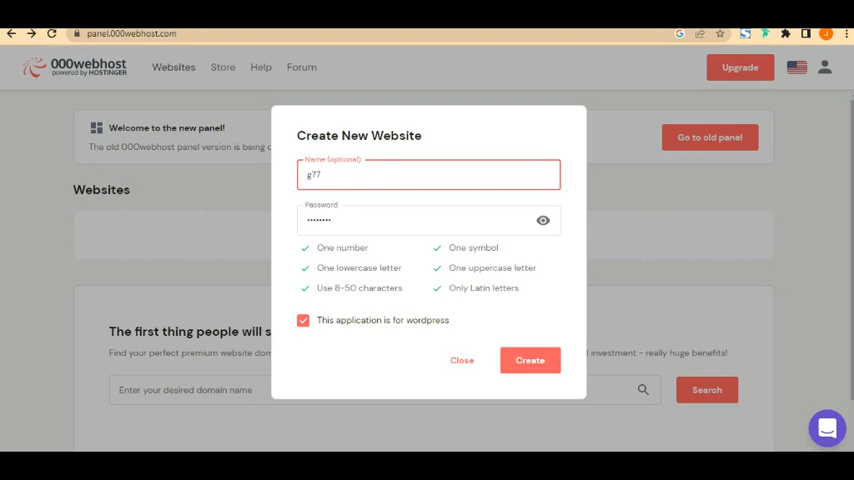 panel.000webhost.com
J
000webhost
powered by HOSTINGER
Websites Store Help Forum
Upgrade
Welcome to the new panel!
The old 000webhost panel version is being
Go to old panel
Websites
Create New Website
Name (optional)
g77
Password
••••••••
One number One symbol
One lowercase letter One uppercase letter
Use 8-50 characters Only Latin letters
This application is for wordpress
Close Create
The first thing people will s
Find your perfect premium website dom investment - really huge benefits!
Enter your desired domain name Search